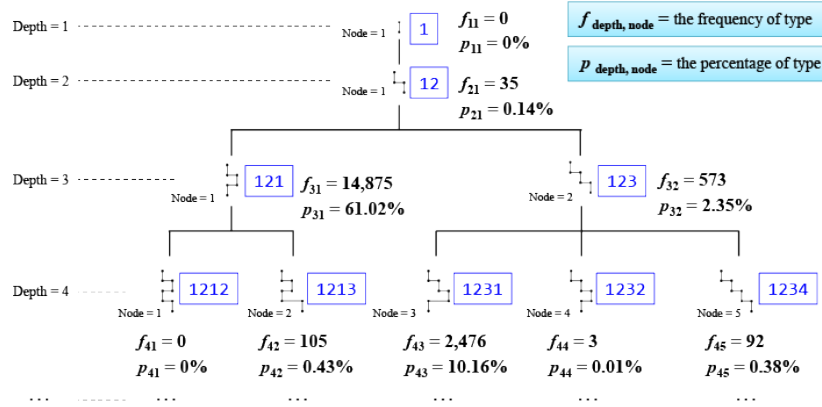 Depth = 1
Node = 1
1
f11 = 0
p11 = 0%
f depth, node = the frequency of type
p depth, node = the percentage of type
Depth = 2
Node = 1
12
f21 = 35
p21 = 0.14%
Depth = 3
Node = 1
121
f31 = 14,875
p31 = 61.02%
Node = 2
123
f32 = 573
p32 = 2.35%
Depth = 4
Node = 1
1212
Node = 2
1213
Node = 3
1231
Node = 4
1232
Node = 5
1234
f41 = 0
p41 = 0%
f42 = 105
p42 = 0.43%
f43 = 2,476
p43 = 10.16%
f44 = 3
p44 = 0.01%
f45 = 92
p45 = 0.38%
... ... ... ... ... ...